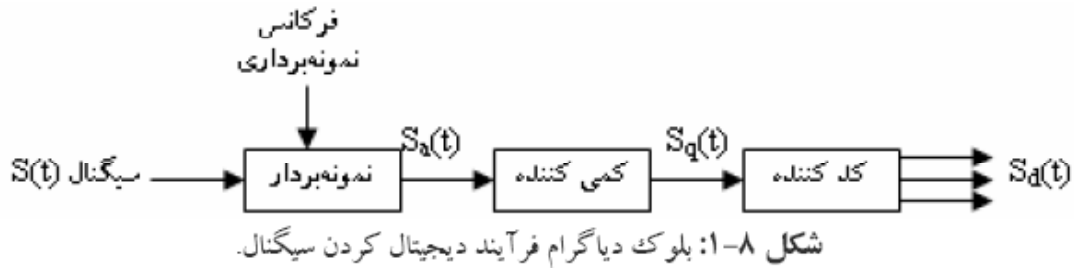 فرکانس
نمونه‌برداری
سیگنال S(t)
نمونه‌بردار
Sa(t)
کمی کننده
Sq(t)
کد کننده
Sd(t)
شکل ۸-۱: بلوک دیاگرام فرآیند دیجیتال کردن سیگنال.